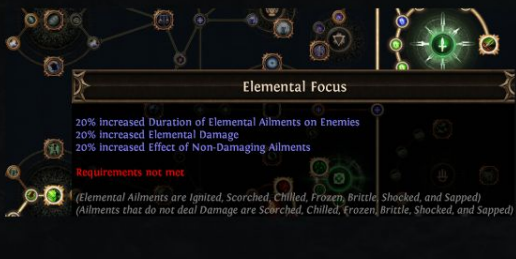 Elemental Focus
20% increased Duration of Elemental Ailments on Enemies
20% increased Elemental Damage
20% increased Effect of Non-Damaging Ailments
Requirements not met
(Elemental Ailments are Ignited, Scorched, Chilled, Frozen, Brittle, Shocked, and Sapped)
(Ailments that do not deal Damage are Scorched, Chilled, Frozen, Brittle, Shocked, and Sapped)